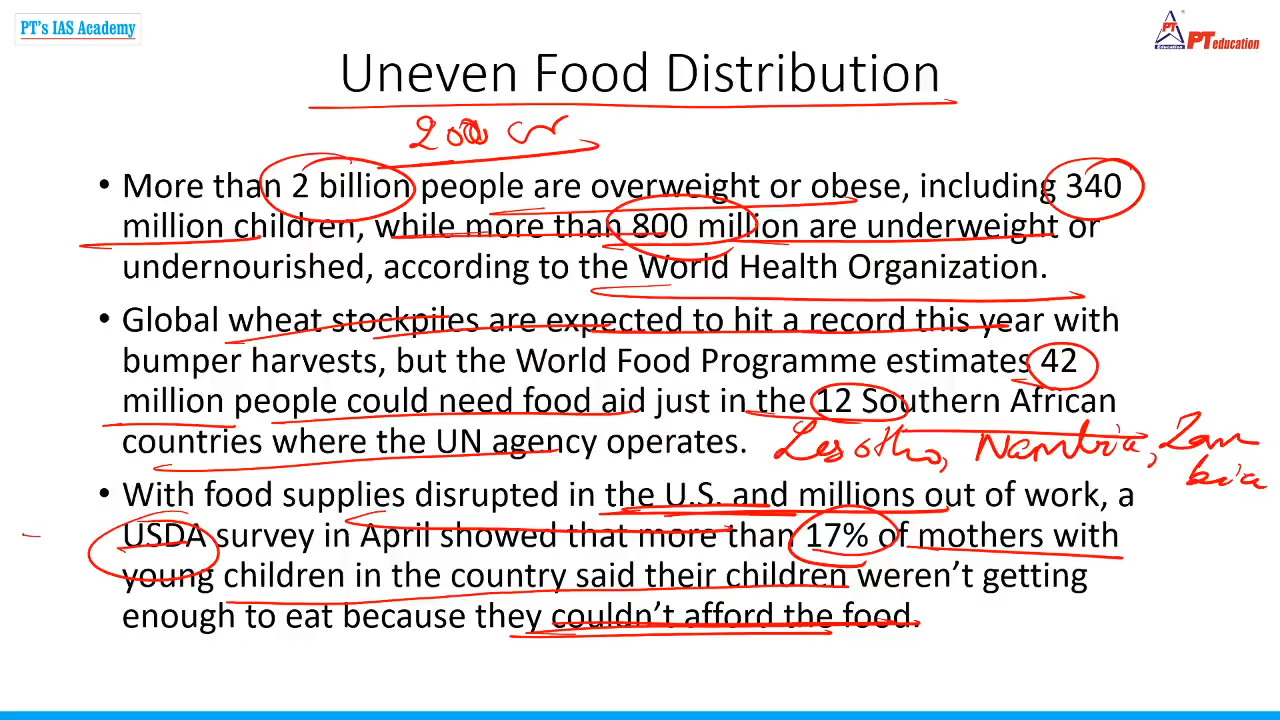 PT's IAS Academy
PT
Education
PT education
Uneven Food Distribution
200 cr
• More than 2 billion people are overweight or obese, including 340
million children, while more than 800 million are underweight or
undernourished, according to the World Health Organization.
• Global wheat stockpiles are expected to hit a record this year with
bumper harvests, but the World Food Programme estimates 42
million people could need food aid just in the 12 Southern African
countries where the UN agency operates.
Lesotho, Nambia, Zam
bia
• With food supplies disrupted in the U.S. and millions out of work, a
USDA survey in April showed that more than 17% of mothers with
young children in the country said their children weren't getting
enough to eat because they couldn't afford the food.